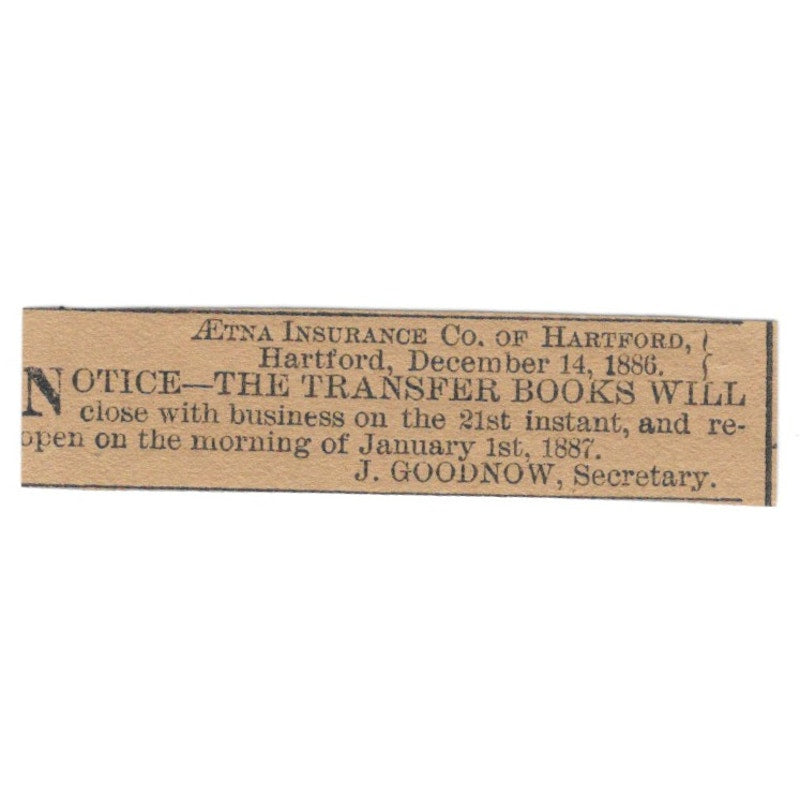 ÆTNA INSURANCE CO. OF HARTFORD,
Hartford, December 14, 1886.
NOTICE—THE TRANSFER BOOKS WILL
close with business on the 21st instant, and re-
open on the morning of January 1st, 1887.
J. GOODNOW, Secretary.